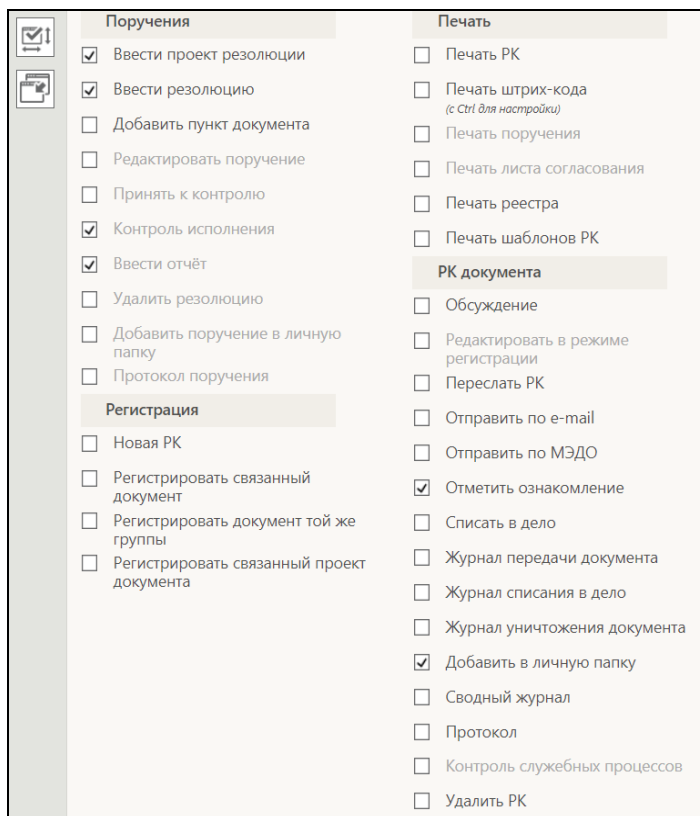 Поручения
Ввести проект резолюции
Ввести резолюцию
Добавить пункт документа
Редактировать поручение
Принять к контролю
Контроль исполнения
Ввести отчёт
Удалить резолюцию
Добавить поручение в личную
папку
Протокол поручения
Регистрация
Новая РК
Регистрировать связанный
документ
Регистрировать документ той же
группы
Регистрировать связанный проект
документа
Печать
Печать РК
Печать штрих-кода
(с Ctrl для настройки)
Печать поручения
Печать листа согласования
Печать реестра
Печать шаблонов РК
РК документа
Обсуждение
Редактировать в режиме
регистрации
Переслать РК
Отправить по e-mail
Отправить по МЭДО
Отметить ознакомление
Списать в дело
Журнал передачи документа
Журнал списания в дело
Журнал уничтожения документа
Добавить в личную папку
Сводный журнал
Протокол
Контроль служебных процессов
Удалить РК